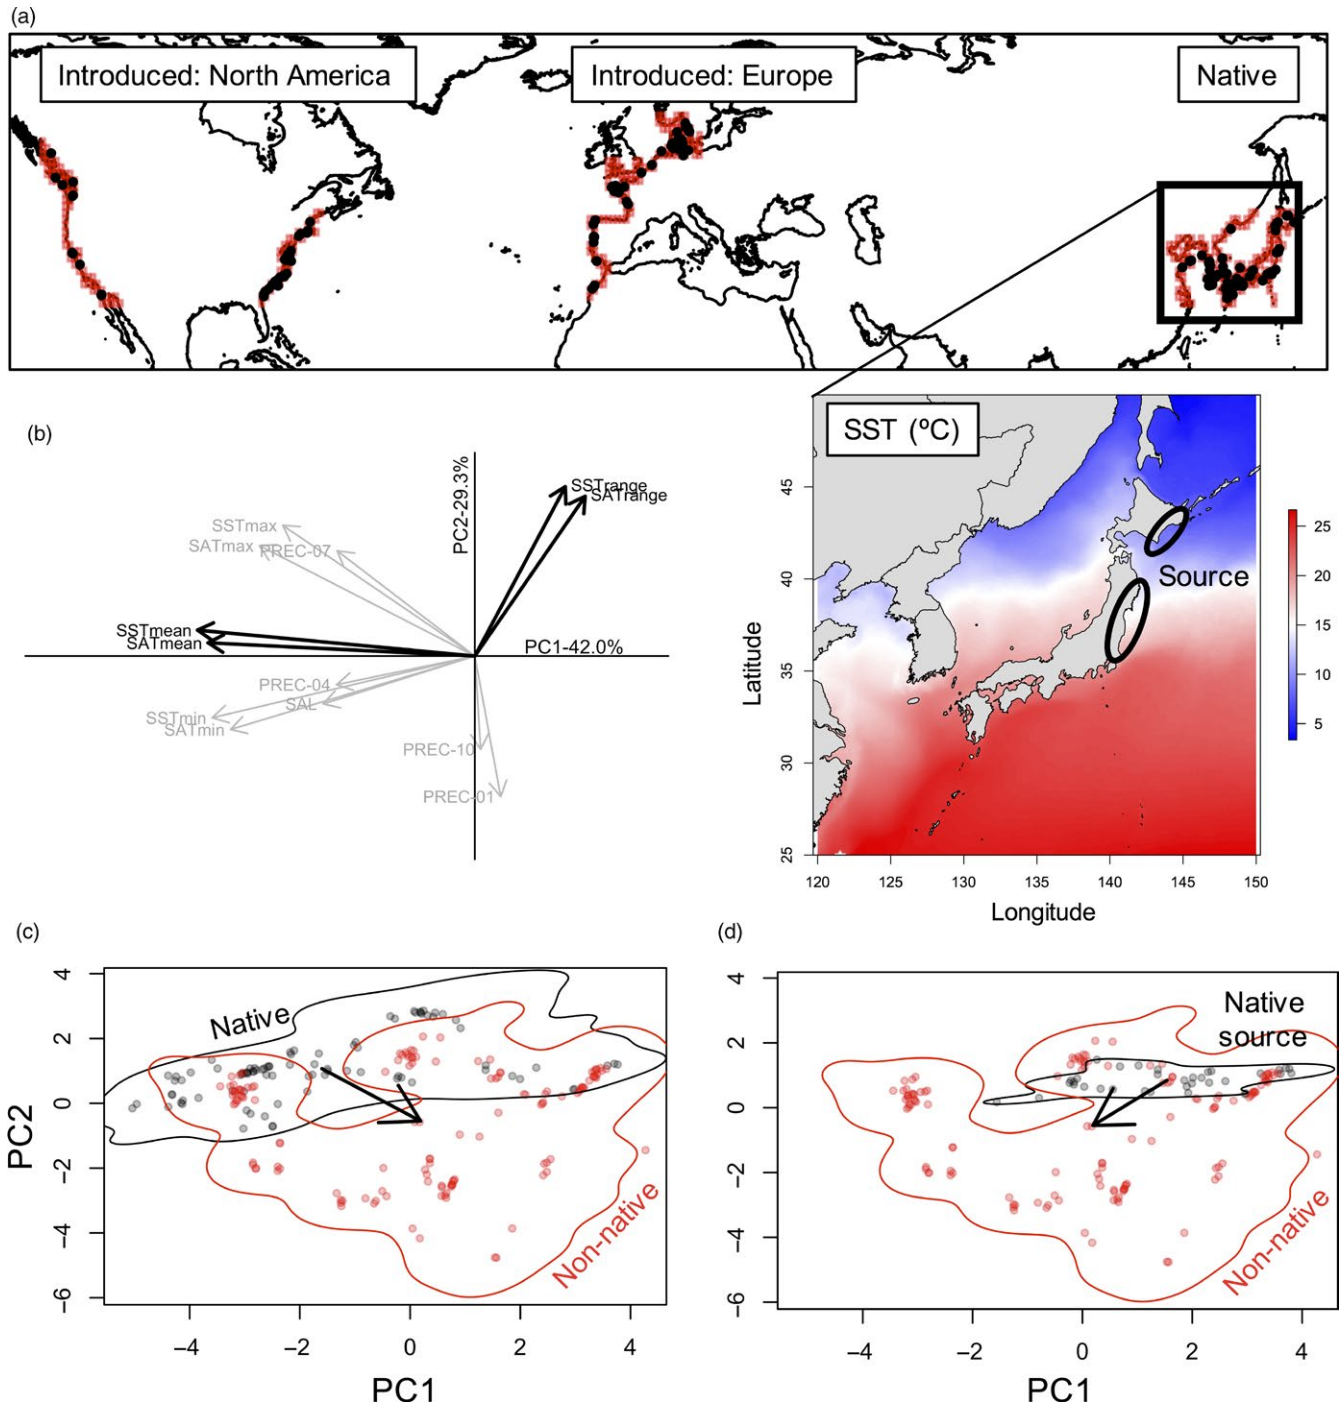 (a)
Introduced: North America
Introduced: Europe
Native
(b)
PC2-29.3%
SSTrange
SATrange
SSTmax
SATmax
PREC-07
SSTmean
SATmean
PC1-42.0%
PREC-04
SAL
SSTmin
SATmin
PREC-10
PREC-01
SST (ºC)
Source
Latitude
45
40
35
30
25
120
125
130
135
140
145
150
Longitude
25
20
15
10
5
(c)
Native
Non-native
PC2
4
2
0
−2
−4
−6
−4
−2
0
2
4
PC1
(d)
Native
source
Non-native
4
2
0
−2
−4
−6
−4
−2
0
2
4
PC1